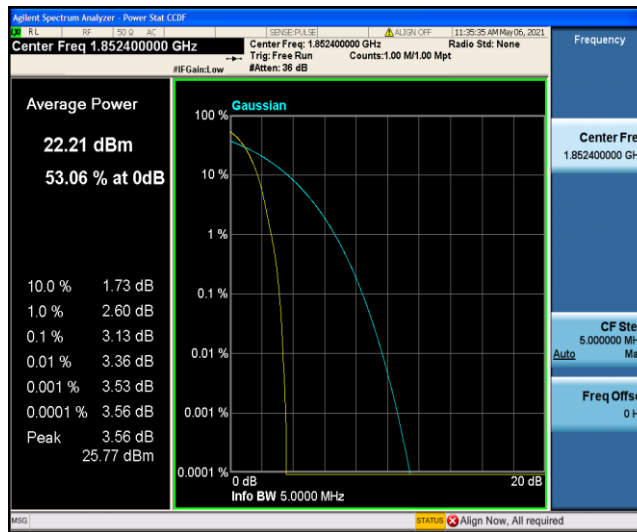 Agilent Spectrum Analyzer - Power Stat CCDF
RL RF 50 Ω AC SENSE:PULSE ALIGN OFF 11:35:35 AM May 06, 2021
Center Freq 1.852400000 GHz
Center Freq: 1.852400000 GHz Radio Std: None
Trig: Free Run Counts:1.00 M/1.00 Mpt
#IFGain:Low #Atten: 36 dB
Frequency
Average Power
22.21 dBm
53.06 % at 0dB
10.0 % 1.73 dB
1.0 % 2.60 dB
0.1 % 3.13 dB
0.01 % 3.36 dB
0.001 % 3.53 dB
0.0001 % 3.56 dB
Peak 3.56 dB
25.77 dBm
Gaussian
100 %
10 %
1 %
0.1 %
0.01 %
0.001 %
0.0001 %
0 dB 20 dB
Info BW 5.0000 MHz
Center Fre
1.852400000 GH
CF Ste
5.000000 MH
Auto Ma
Freq Offse
0 H
MSG STATUS Align Now, All required